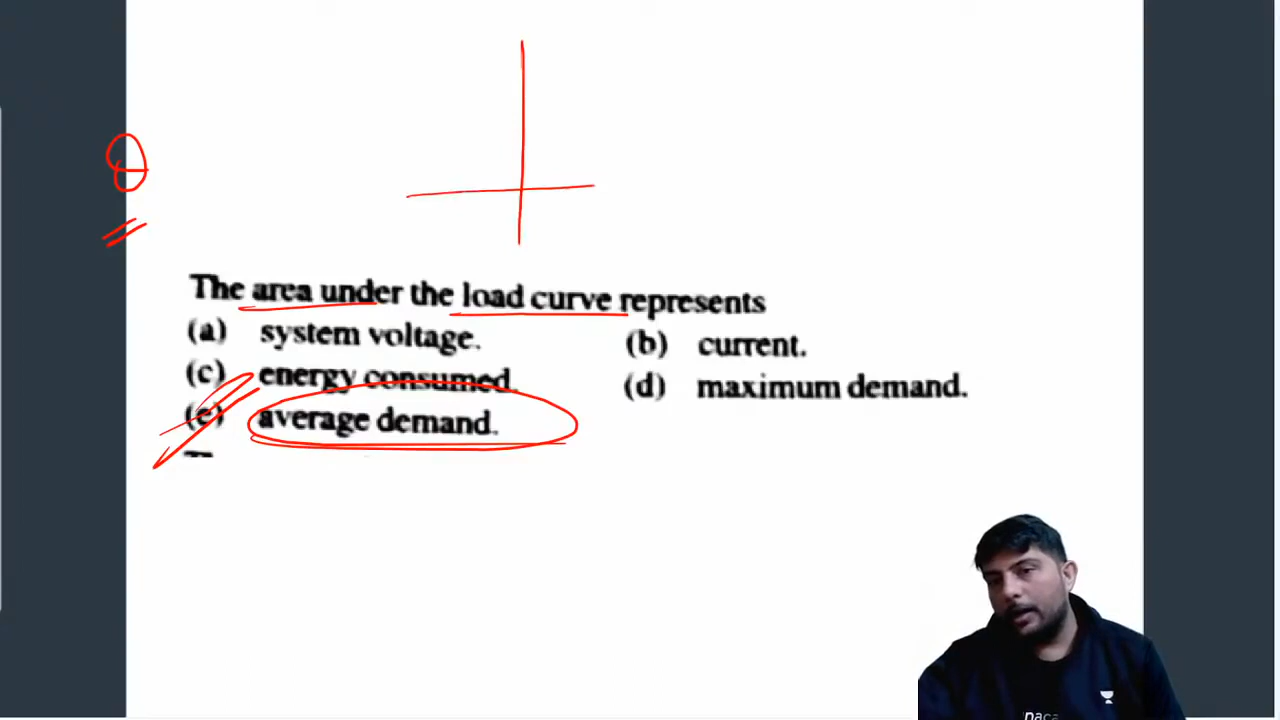 θ
The area under the load curve represents
(a) system voltage. (b) current.
(c) energy consumed. (d) maximum demand.
(e) average demand.